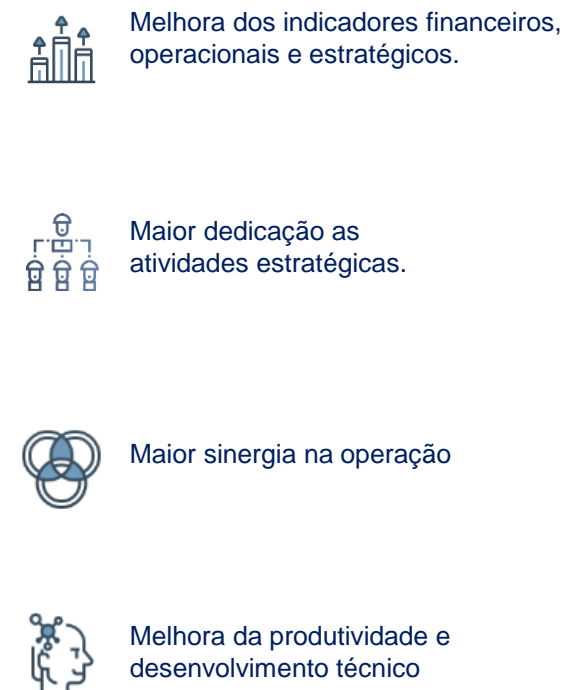 Melhora dos indicadores financeiros,
operacionais e estratégicos.
Maior dedicação as
atividades estratégicas.
Maior sinergia na operação
Melhora da produtividade e
desenvolvimento técnico